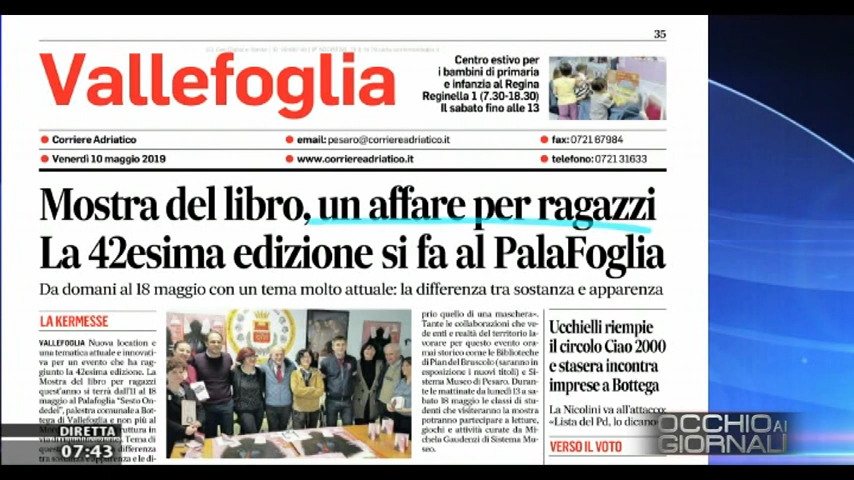 35
Vallefoglia
Centro estivo per
i bambini di primaria
e infanzia al Regina
Reginella 1 (7.30-18.30)
Il sabato fino alle 13
Corriere Adriatico
email: pesaro@corriereadriatico.it
fax: 0721 67984
Venerdì 10 maggio 2019
www.corriereadriatico.it
telefono: 0721 31633
Mostra del libro, un affare per ragazzi
La 42esima edizione si fa al PalaFoglia
Da domani al 18 maggio con un tema molto attuale: la differenza tra sostanza e apparenza
LA KERMESSE
VALLEFOGLIA Nuova location e
una tematica attuale e innovati-
va per un evento che ha rag-
giunto la 42esima edizione. La
Mostra del libro per ragazzi
quest'anno si terrà dall'11 al 18
maggio al Palafoglia "Sesto On-
dedei", palestra comunale a Bot-
tega di Vallefoglia e non più al
prio quello di una maschera».
Tante le collaborazioni che ve-
de enti e realtà del territorio la-
vorare per questo evento or-
mai storico come le Biblioteche
di Pian del Bruscolo (saranno in
esposizione i nuovi titoli) e Si-
stema Museo di Pesaro. Duran-
te le mattinate da lunedì 13 a sa-
bato 18 maggio le classi di stu-
denti che visiteranno la mostra
potranno partecipare a letture,
giochi e attività curate da Mi-
chela Gaudenzi di Sistema Mu-
seo.
Ucchielli riempie
il circolo Ciao 2000
e stasera incontra
imprese a Bottega
La Nicolini va all'attacco:
«Lista del Pd, lo dicano»
VERSO IL VOTO
DIRETTA
07:43
OCCHIO AI
GIORNALI